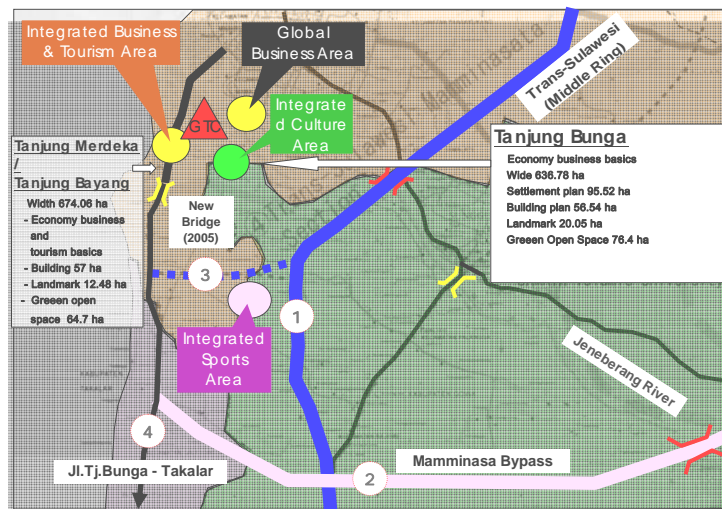 Integrated Business
& Tourism Area
Global
Business Area
GTC
Integrate
d Culture
Area
Trans-Sulawesi
(Middle Ring)
Tanjung Merdeka
/
Tanjung Bayang
Width 674.06 ha
- Economy business
and
tourism basics
- Building 57 ha
- Landmark 12.48 ha
- Greeen open
space 64.7 ha
Tanjung Bunga
Economy business basics
Wide 636.78 ha
Settlement plan 95.52 ha
Building plan 56.54 ha
Landmark 20.05 ha
Greeen Open Space 76.4 ha
New
Bridge
(2005)
3
1
Integrated
Sports
Area
Jeneberang River
4
Jl.Tj.Bunga - Takalar
2
Mamminasa Bypass
Trans-Sulawesi-Mamminasata